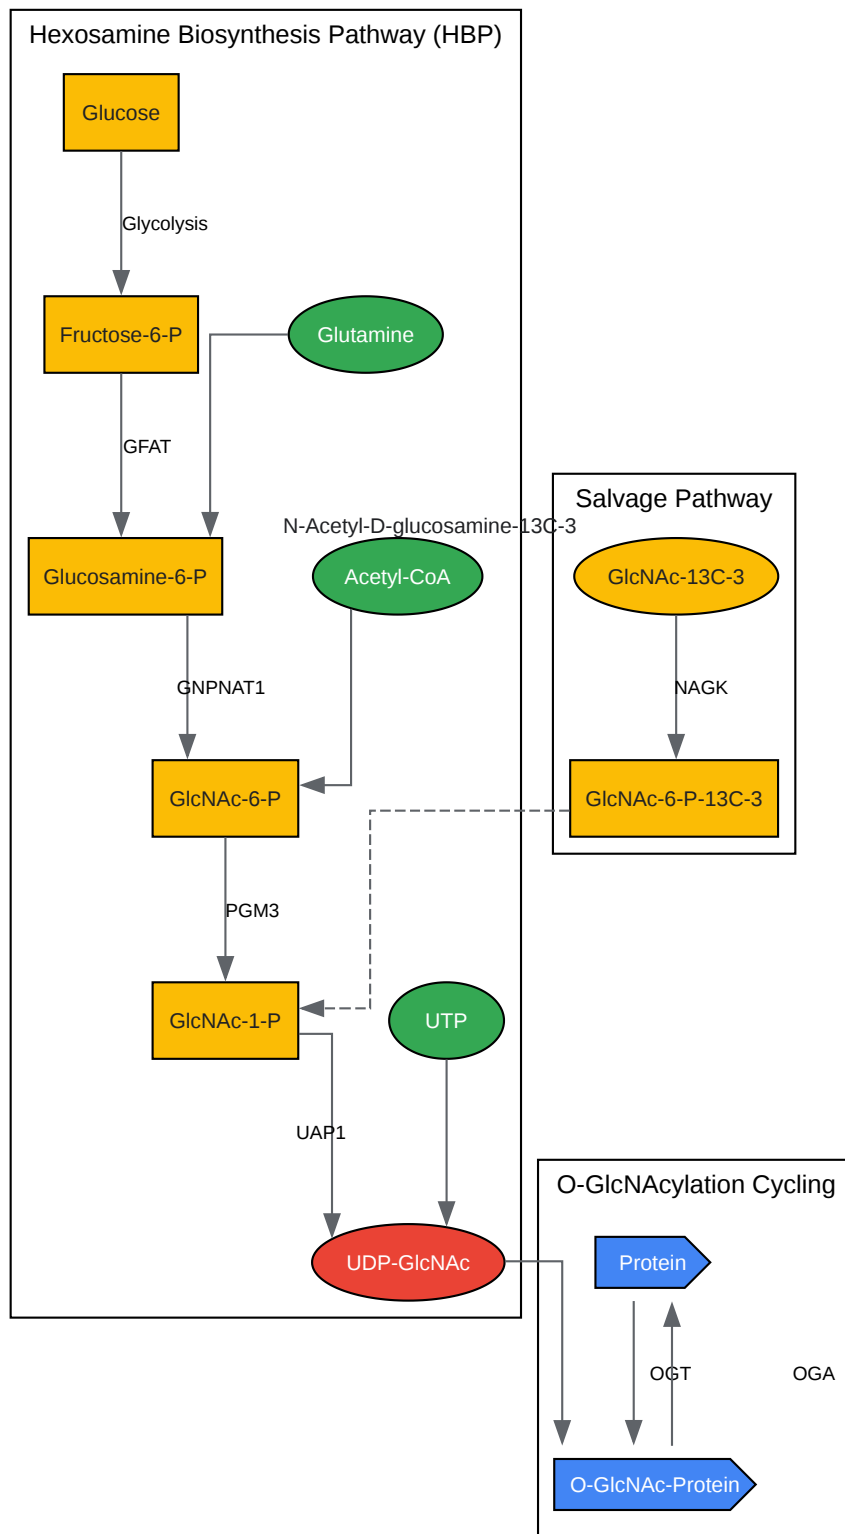 Hexosamine Biosynthesis Pathway (HBP)
Glucose
Glycolysis
Fructose-6-P
Glutamine
GFAT
Salvage Pathway
N-Acetyl-D-glucosamine-13C-3
Glucosamine-6-P
Acetyl-CoA
GlcNAc-13C-3
GNPNAT1
NAGK
GlcNAc-6-P
GlcNAc-6-P-13C-3
PGM3
GlcNAc-1-P
UTP
UAP1
O-GlcNAcylation Cycling
UDP-GlcNAc
Protein
OGT
OGA
O-GlcNAc-Protein